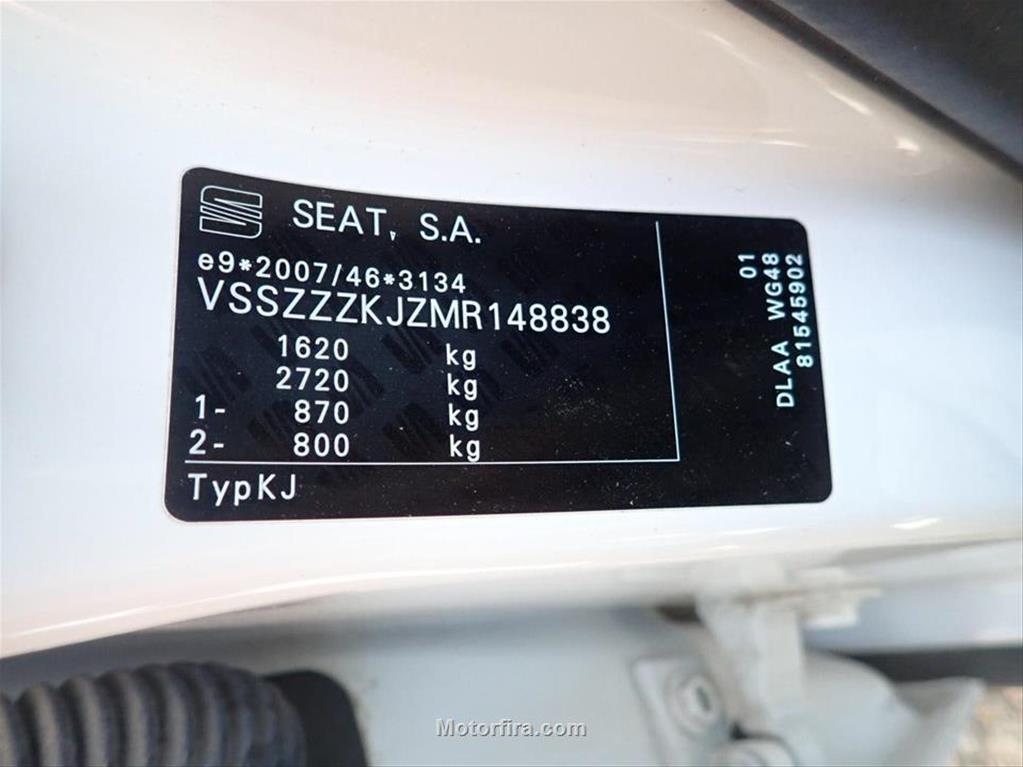 SEAT, S.A.
e9*2007/46*3134
VSSZZZKJZMR148838
1620 kg
2720 kg
1- 870 kg
2- 800 kg
TypKJ
01
DLAA WG48
81545902
Motorfira.com